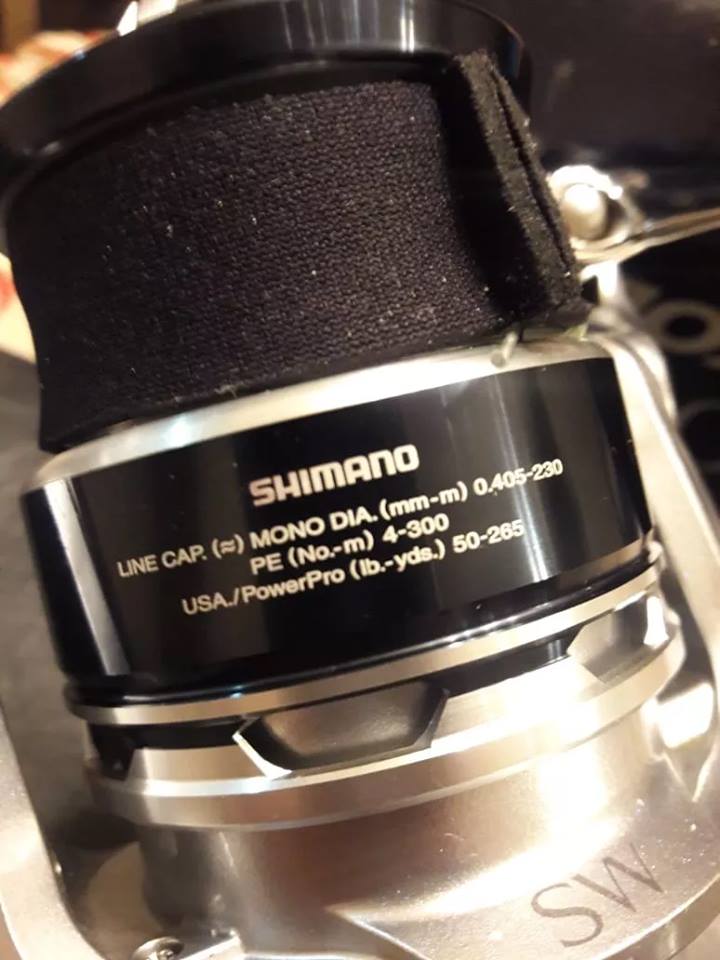 SHIMANO
LINE CAP. (≈) MONO DIA. (mm-m) 0.405-230
PE (No.-m) 4-300
USA./PowerPro (lb.-yds.) 50-265
SW